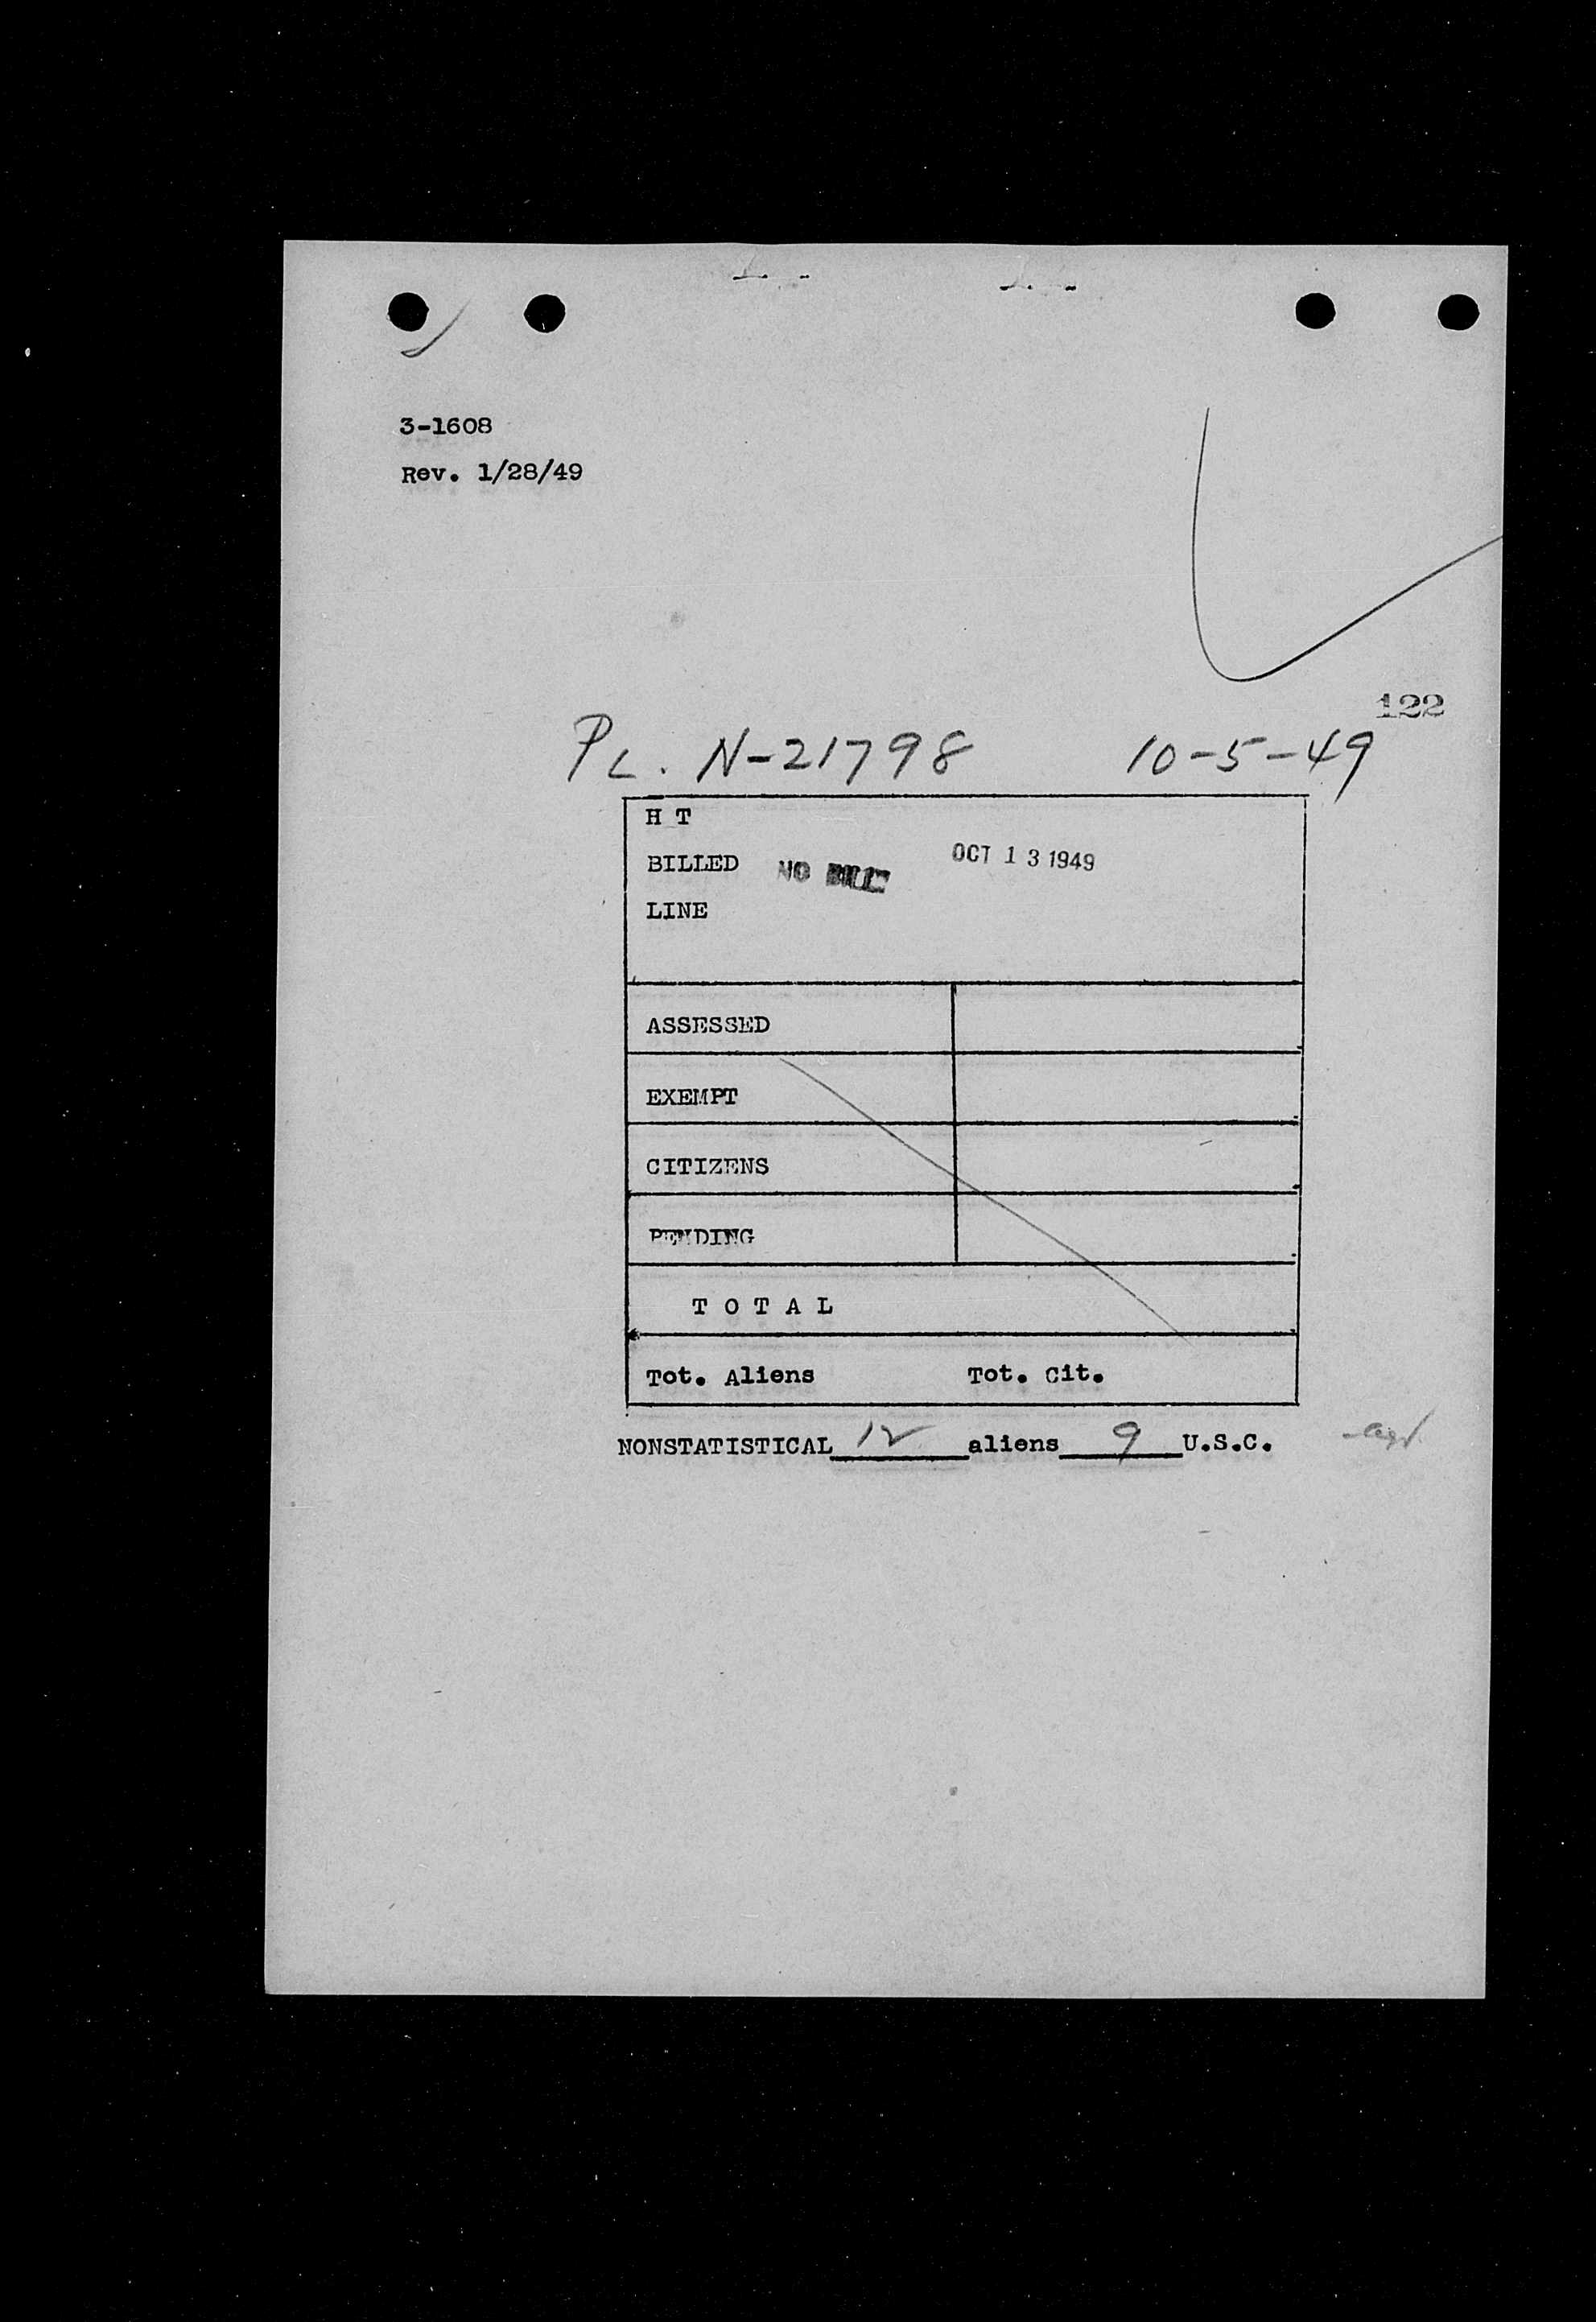 3-1608
Rev. 1/28/49
122
PL. N-21798 10-5-49
H T
BILLED NO BILL OCT 13 1949
LINE
ASSESSED
EXEMPT
CITIZENS
PENDING
T O T A L
Tot. Aliens Tot. Cit.
NONSTATISTICAL 12 aliens 9 U.S.C.